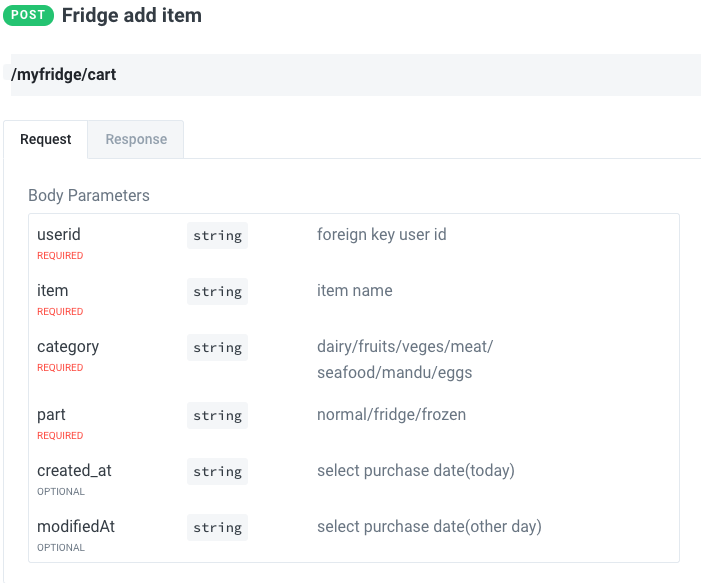 POST Fridge add item
/myfridge/cart
Request Response
Body Parameters
userid string foreign key user id
REQUIRED
item string item name
REQUIRED
category string dairy/fruits/veges/meat/
REQUIRED seafood/mandu/eggs
part string normal/fridge/frozen
REQUIRED
created_at string select purchase date(today)
OPTIONAL
modifiedAt string select purchase date(other day)
OPTIONAL